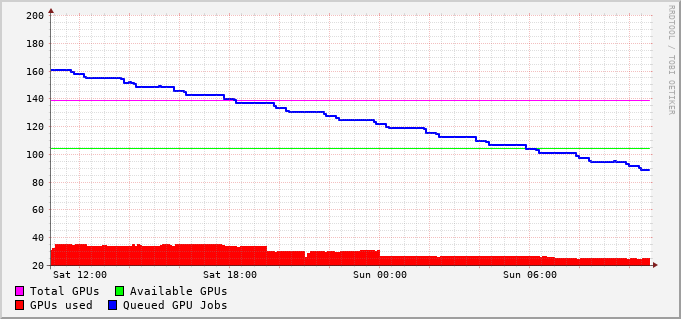 RRDTOOL / TOBI OETIKER
200
180
160
140
120
100
80
60
40
20
Sat 12:00 Sat 18:00 Sun 00:00 Sun 06:00
Total GPUs Available GPUs
GPUs used Queued GPU Jobs